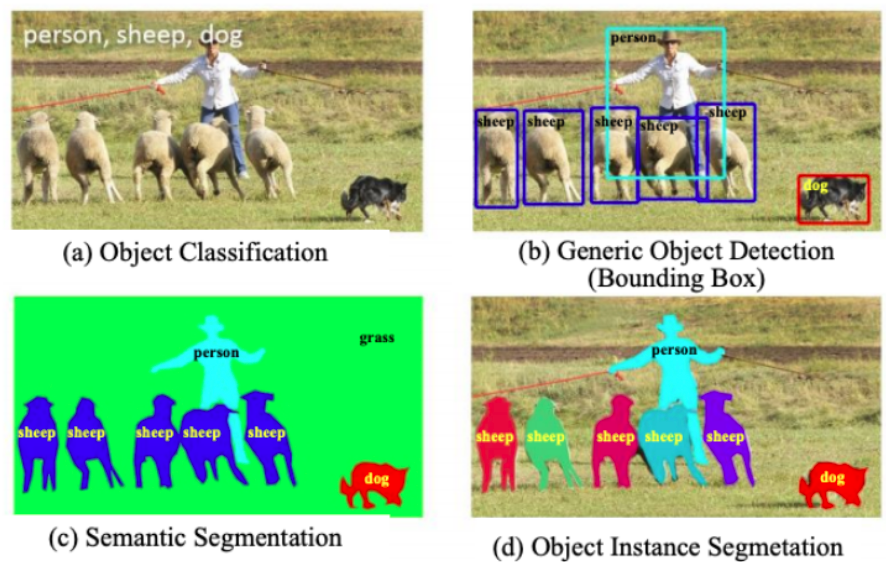 person, sheep, dog
(a) Object Classification
person
sheep
sheep
sheep
sheep
sheep
dog
(b) Generic Object Detection
(Bounding Box)
grass
person
sheep
sheep
sheep
sheep
sheep
dog
(c) Semantic Segmentation
person
sheep
sheep
sheep
sheep
sheep
dog
(d) Object Instance Segmetation